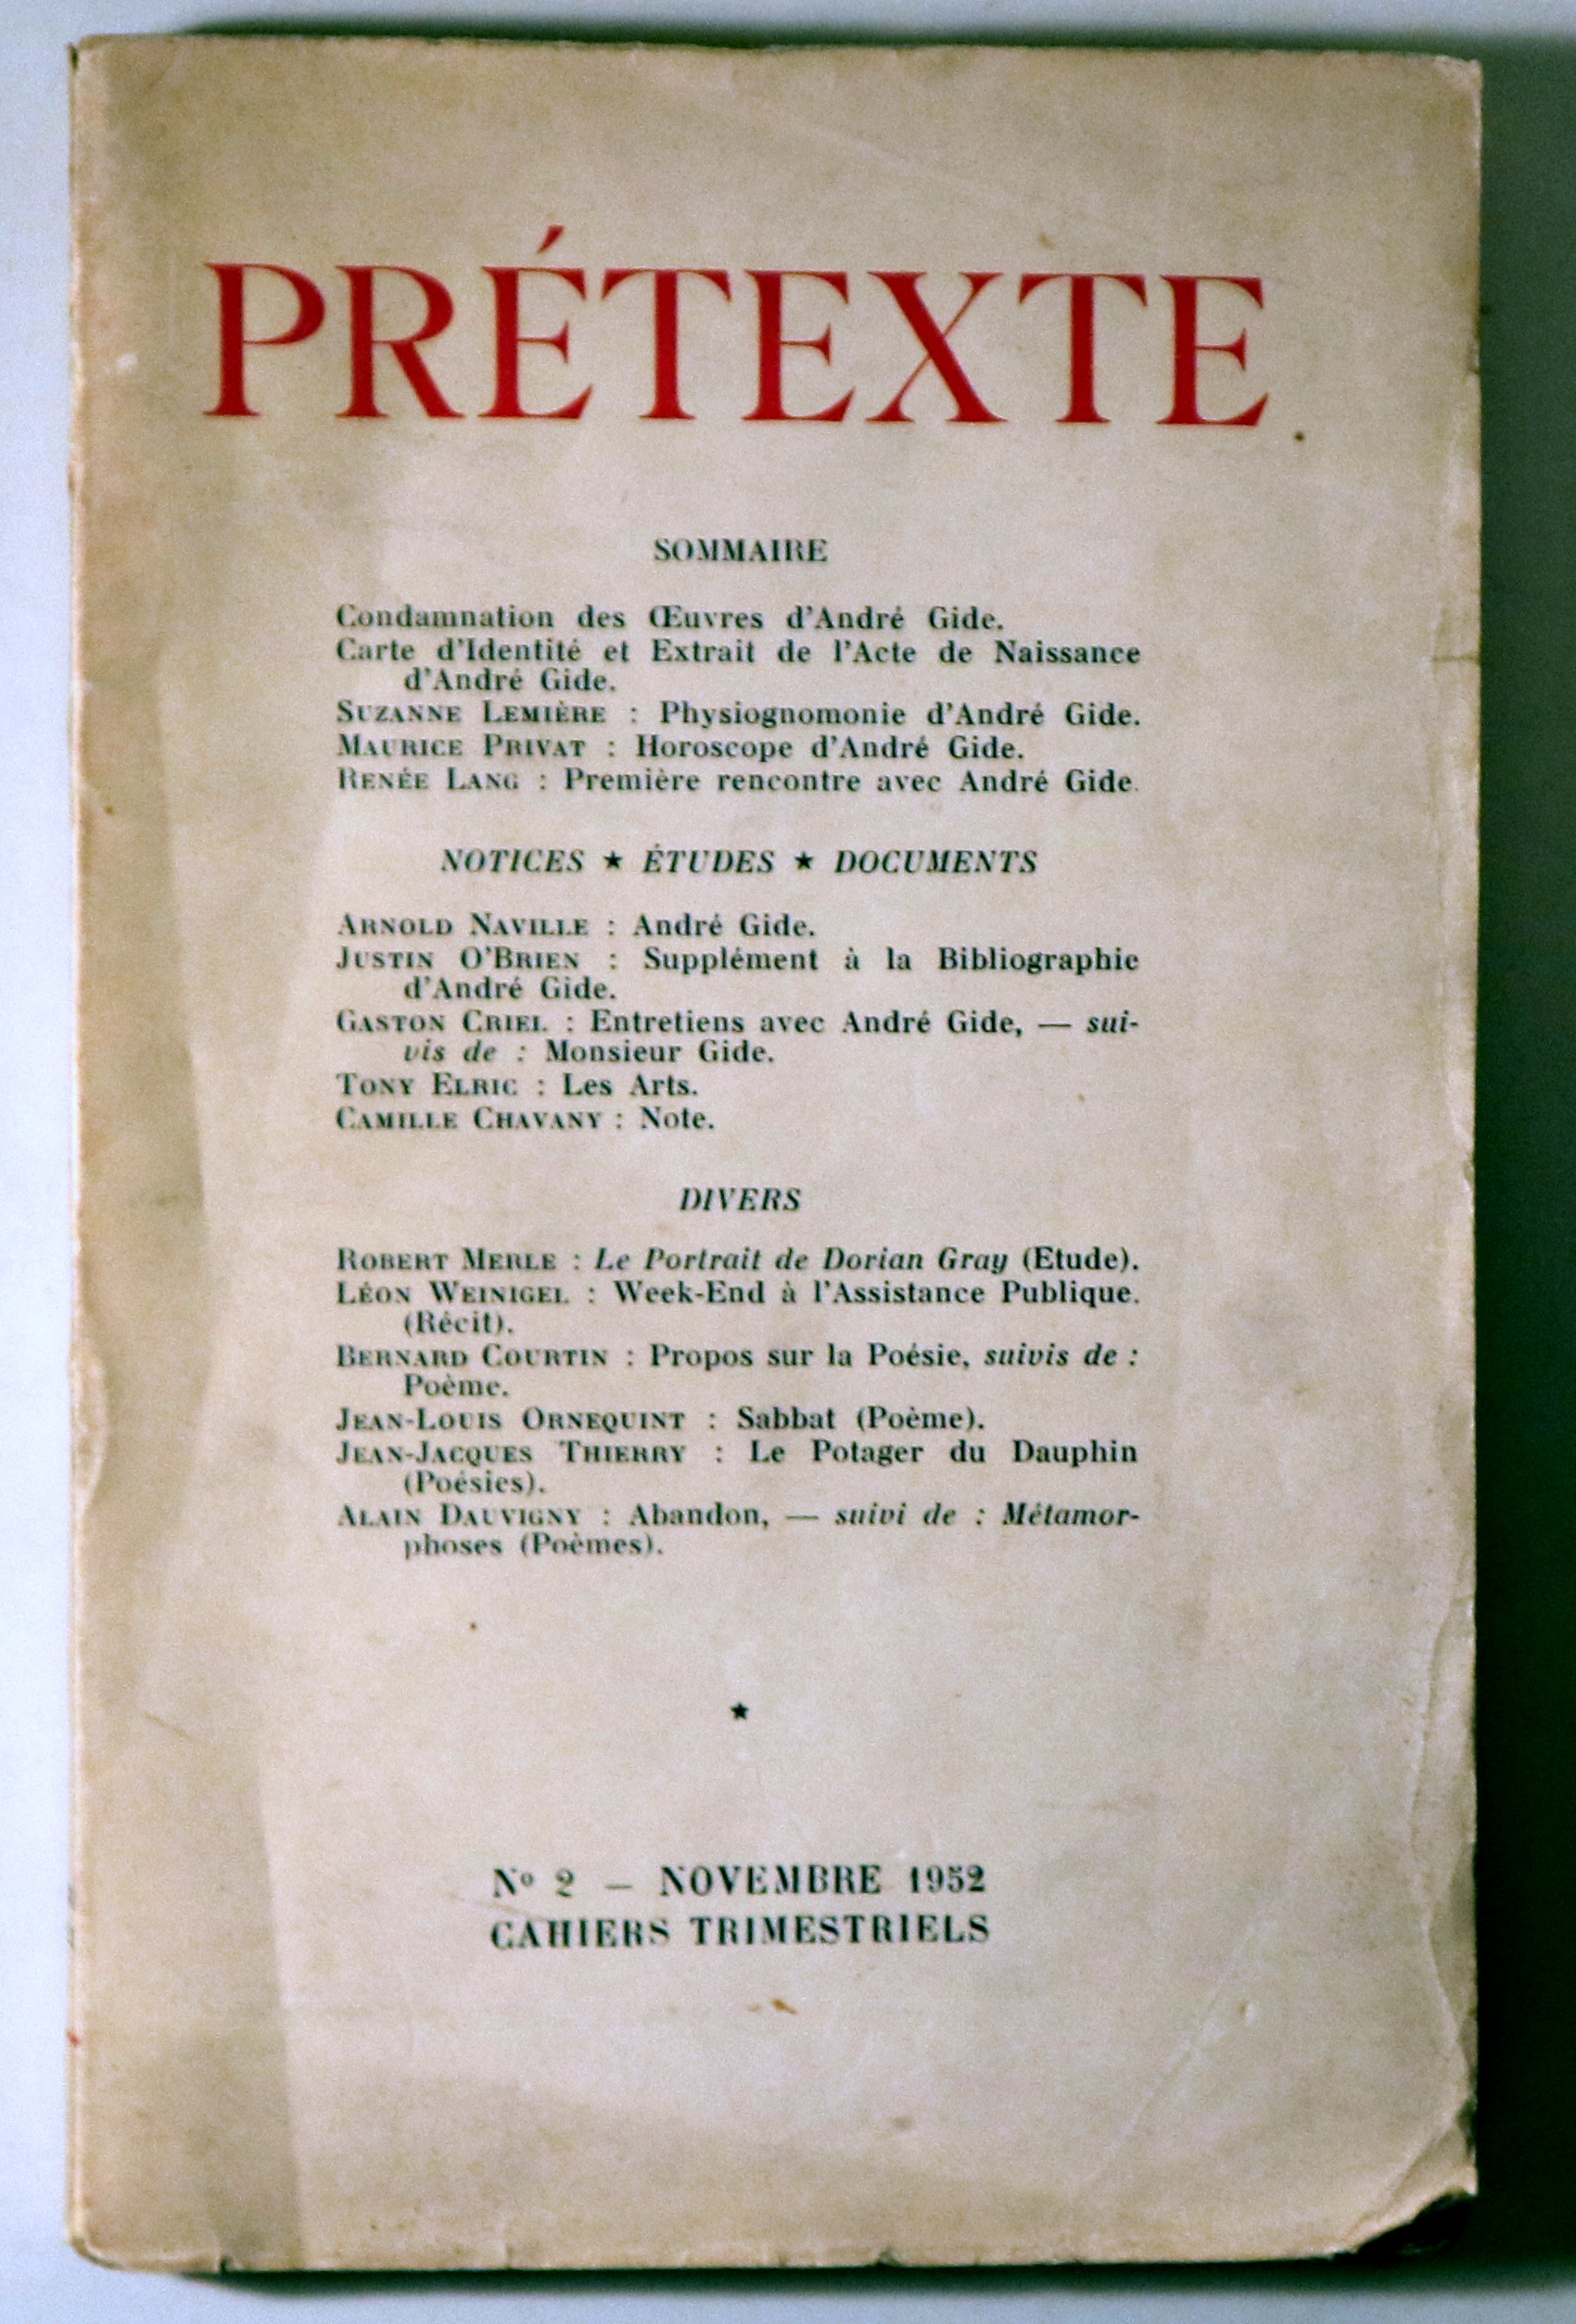 PRÉTEXTE
SOMMAIRE
Condamnation des Œuvres d'André Gide.
Carte d'Identité et Extrait de l'Acte de Naissance
d'André Gide.
SUZANNE LEMIÈRE : Physiognomonie d'André Gide.
MAURICE PRIVAT : Horoscope d'André Gide.
RENÉE LANG : Première rencontre avec André Gide.
NOTICES ★ ÉTUDES ★ DOCUMENTS
ARNOLD NAVILLE : André Gide.
JUSTIN O'BRIEN : Supplément à la Bibliographie
d'André Gide.
GASTON CRIEL : Entretiens avec André Gide, — sui-
vis de : Monsieur Gide.
TONY ELRIC : Les Arts.
CAMILLE CHAVANY : Note.
DIVERS
ROBERT MERLE : Le Portrait de Dorian Gray (Etude).
LÉON WEINIGEL : Week-End à l'Assistance Publique.
(Récit).
BERNARD COURTIN : Propos sur la Poésie, suivis de :
Poème.
JEAN-LOUIS ORNEQUINT : Sabbat (Poème).
JEAN-JACQUES THIERRY : Le Potager du Dauphin
(Poésies).
ALAIN DAUVIGNY : Abandon, — suivi de : Métamor-
phoses (Poèmes).
★
Nº 2 — NOVEMBRE 1952
CAHIERS TRIMESTRIELS